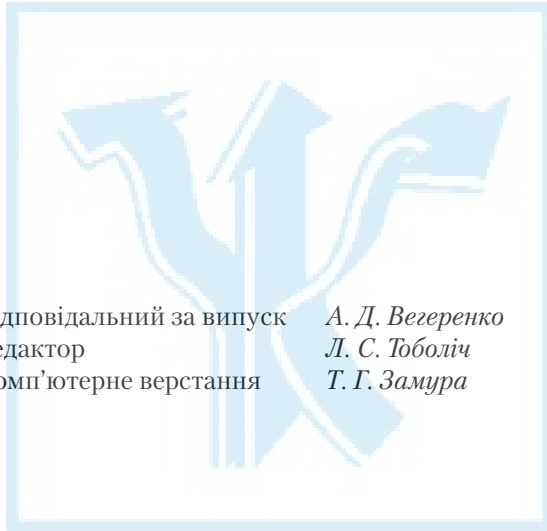 дповідальний за випуск А. Д. Вегеренко
едактор Л. С. Тоболіч
омп’ютерне верстання Т. Г. Замура